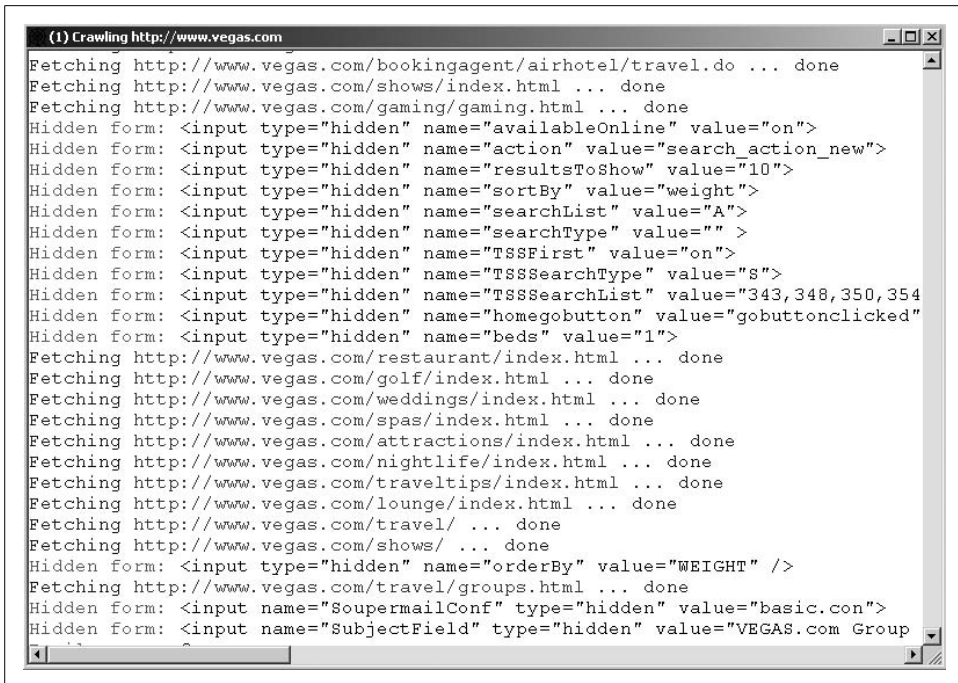 (1) Crawling http://www.vegas.com
Fetching http://www.vegas.com/bookingagent/airhotel/travel.do ... done
Fetching http://www.vegas.com/shows/index.html ... done
Fetching http://www.vegas.com/gaming/gaming.html ... done
Hidden form: <input type="hidden" name="availableOnline" value="on">
Hidden form: <input type="hidden" name="action" value="search_action_new">
Hidden form: <input type="hidden" name="resultsToShow" value="10">
Hidden form: <input type="hidden" name="sortBy" value="weight">
Hidden form: <input type="hidden" name="searchList" value="A">
Hidden form: <input type="hidden" name="searchType" value="" >
Hidden form: <input type="hidden" name="TSSFirst" value="on">
Hidden form: <input type="hidden" name="TSSSearchType" value="S">
Hidden form: <input type="hidden" name="TSSSearchList" value="343,348,350,354
Hidden form: <input type="hidden" name="homegobutton" value="gobuttonclicked"
Hidden form: <input type="hidden" name="beds" value="1">
Fetching http://www.vegas.com/restaurant/index.html ... done
Fetching http://www.vegas.com/golf/index.html ... done
Fetching http://www.vegas.com/weddings/index.html ... done
Fetching http://www.vegas.com/spas/index.html ... done
Fetching http://www.vegas.com/attractions/index.html ... done
Fetching http://www.vegas.com/nightlife/index.html ... done
Fetching http://www.vegas.com/traveltips/index.html ... done
Fetching http://www.vegas.com/lounge/index.html ... done
Fetching http://www.vegas.com/travel/ ... done
Fetching http://www.vegas.com/shows/ ... done
Hidden form: <input type="hidden" name="orderBy" value="WEIGHT" />
Fetching http://www.vegas.com/travel/groups.html ... done
Hidden form: <input name="SoupermailConf" type="hidden" value="basic.con">
Hidden form: <input name="SubjectField" type="hidden" value="VEGAS.com Group